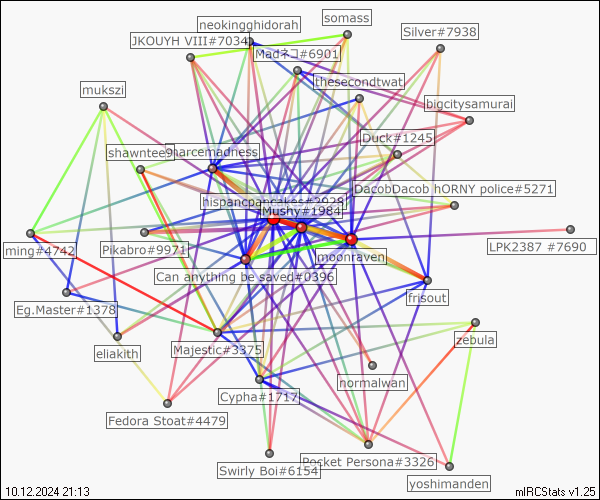 somass
neokingghidorah
Silver#7938
JKOUYH VIII#7034
Madネコ#6901
thesecondtwat
mukszi
bigcitysamurai
Duck#1245
shawntee9
harcemadness
DacobDacob hORNY police#5271
hispancpancakes#3928
Mushy#1984
ming#4742
Pikabro#9971
moonraven
LPK2387 #7690
Can anything be saved#0396
frisout
Eg.Master#1378
eliakith
Majestic#3375
zebula
normalwan
Cypha#1717
Fedora Stoat#4479
Swirly Boi#6154
Pocket Persona#3326
yoshimanden
10.12.2024 21:13
mIRCStats v1.25